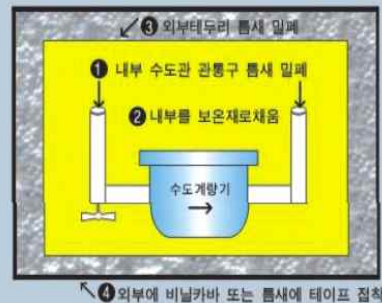 ↙❸ 외부테두리 틈새 밀폐
❶ 내부 수도관 관통구 틈새 밀폐
❷ 내부를 보온재로채움
수도계량기
→
↖❹외부에 비닐카바 또는 틈새에 테이프 접착